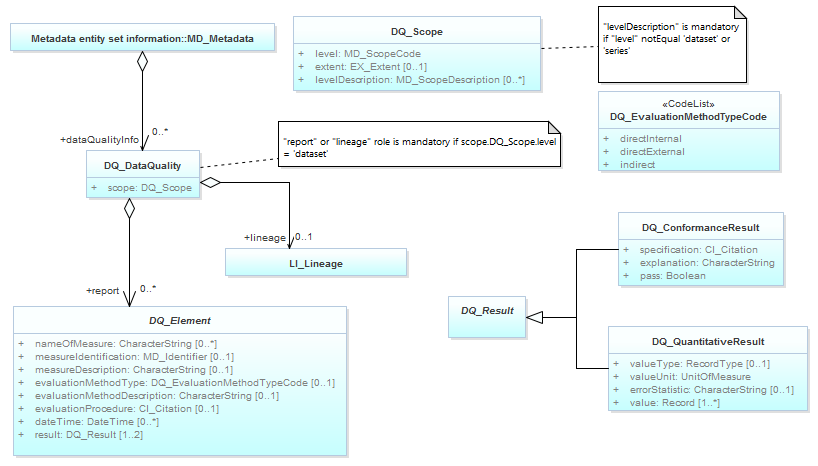 Metadata entity set information::MD_Metadata
+dataQualityInfo
0..*
DQ_DataQuality
+ scope: DQ_Scope
+lineage
0..1
LI_Lineage
+report
0..*
DQ_Element
+ nameOfMeasure: CharacterString [0..*]
+ measureIdentification: MD_Identifier [0..1]
+ measureDescription: CharacterString [0..1]
+ evaluationMethodType: DQ_EvaluationMethodTypeCode [0..1]
+ evaluationMethodDescription: CharacterString [0..1]
+ evaluationProcedure: CI_Citation [0..1]
+ dateTime: DateTime [0..*]
+ result: DQ_Result [1..2]
DQ_Scope
+ level: MD_ScopeCode
+ extent: EX_Extent [0..1]
+ levelDescription: MD_ScopeDescription [0..*]
"levelDescription" is mandatory
if "level" notEqual 'dataset' or
'series'
"report" or "lineage" role is mandatory if scope.DQ_Scope.level
= 'dataset'
«CodeList»
DQ_EvaluationMethodTypeCode
+ directInternal
+ directExternal
+ indirect
DQ_Result
DQ_ConformanceResult
+ specification: CI_Citation
+ explanation: CharacterString
+ pass: Boolean
DQ_QuantitativeResult
+ valueType: RecordType [0..1]
+ valueUnit: UnitOfMeasure
+ errorStatistic: CharacterString [0..1]
+ value: Record [1..*]